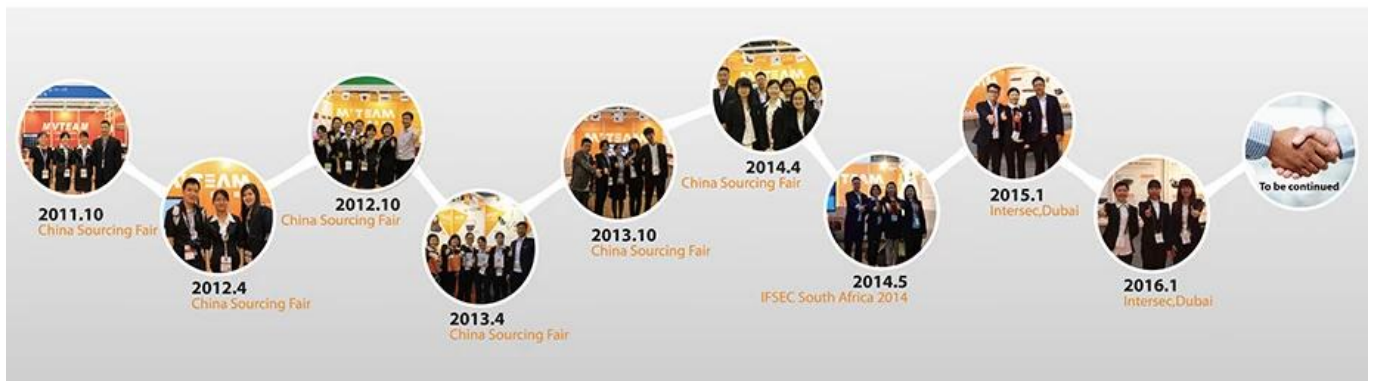 MVTEAM
2011.10
China Sourcing Fair
2012.4
China Sourcing Fair
2012.10
China Sourcing Fair
2013.4
China Sourcing Fair
2013.10
China Sourcing Fair
2014.4
China Sourcing Fair
2014.5
IFSEC South Africa 2014
2015.1
Intersec,Dubai
2016.1
Intersec,Dubai
To be continued